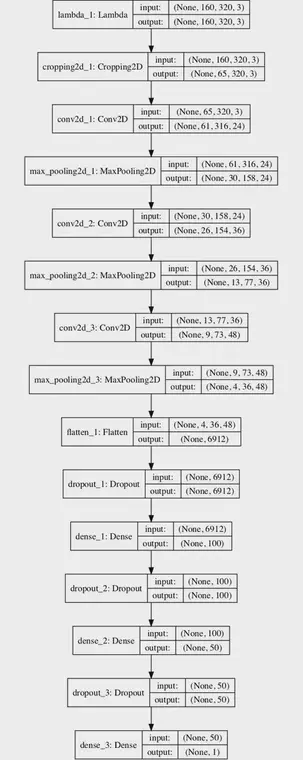 lambda_1: Lambda
input: (None, 160, 320, 3)
output: (None, 160, 320, 3)
cropping2d_1: Cropping2D
input: (None, 160, 320, 3)
output: (None, 65, 320, 3)
conv2d_1: Conv2D
input: (None, 65, 320, 3)
output: (None, 61, 316, 24)
max_pooling2d_1: MaxPooling2D
input: (None, 61, 316, 24)
output: (None, 30, 158, 24)
conv2d_2: Conv2D
input: (None, 30, 158, 24)
output: (None, 26, 154, 36)
max_pooling2d_2: MaxPooling2D
input: (None, 26, 154, 36)
output: (None, 13, 77, 36)
conv2d_3: Conv2D
input: (None, 13, 77, 36)
output: (None, 9, 73, 48)
max_pooling2d_3: MaxPooling2D
input: (None, 9, 73, 48)
output: (None, 4, 36, 48)
flatten_1: Flatten
input: (None, 4, 36, 48)
output: (None, 6912)
dropout_1: Dropout
input: (None, 6912)
output: (None, 6912)
dense_1: Dense
input: (None, 6912)
output: (None, 100)
dropout_2: Dropout
input: (None, 100)
output: (None, 100)
dense_2: Dense
input: (None, 100)
output: (None, 50)
dropout_3: Dropout
input: (None, 50)
output: (None, 50)
dense_3: Dense
input: (None, 50)
output: (None, 1)